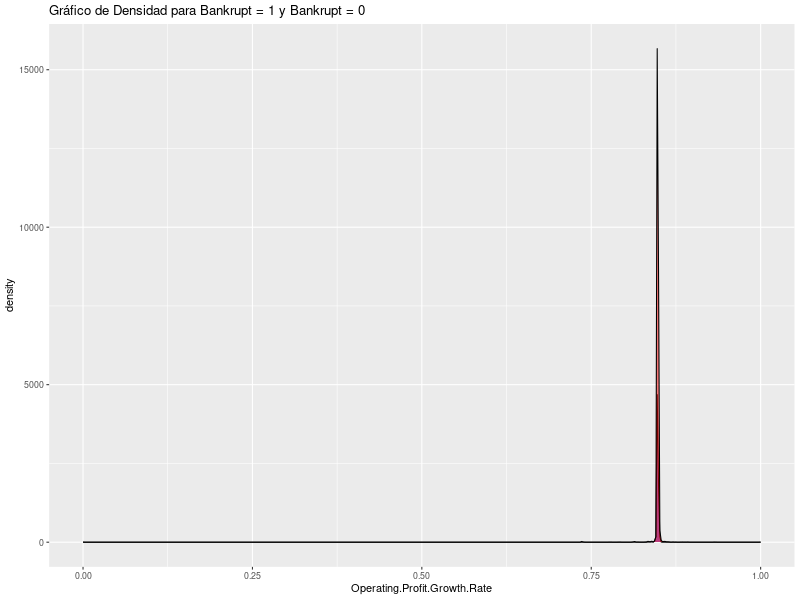 Gráfico de Densidad para Bankrupt = 1 y Bankrupt = 0
15000
10000
density
5000
0
0.00 0.25 0.50 0.75 1.00
Operating.Profit.Growth.Rate